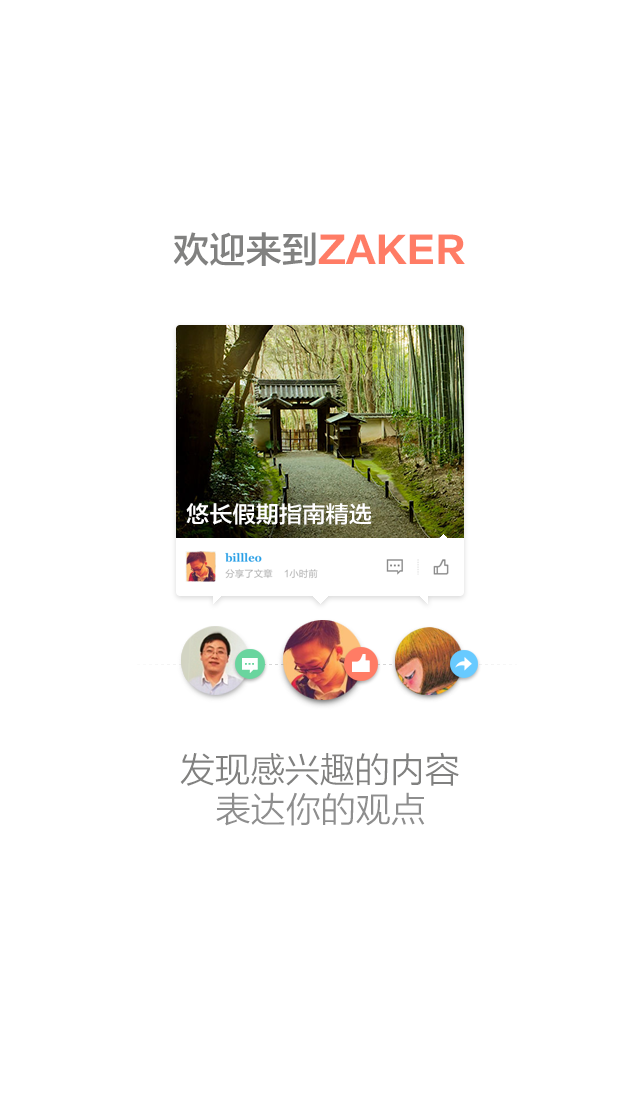 欢迎来到ZAKER
悠长假期指南精选
billleo
分享了文章 1小时前
发现感兴趣的内容
表达你的观点